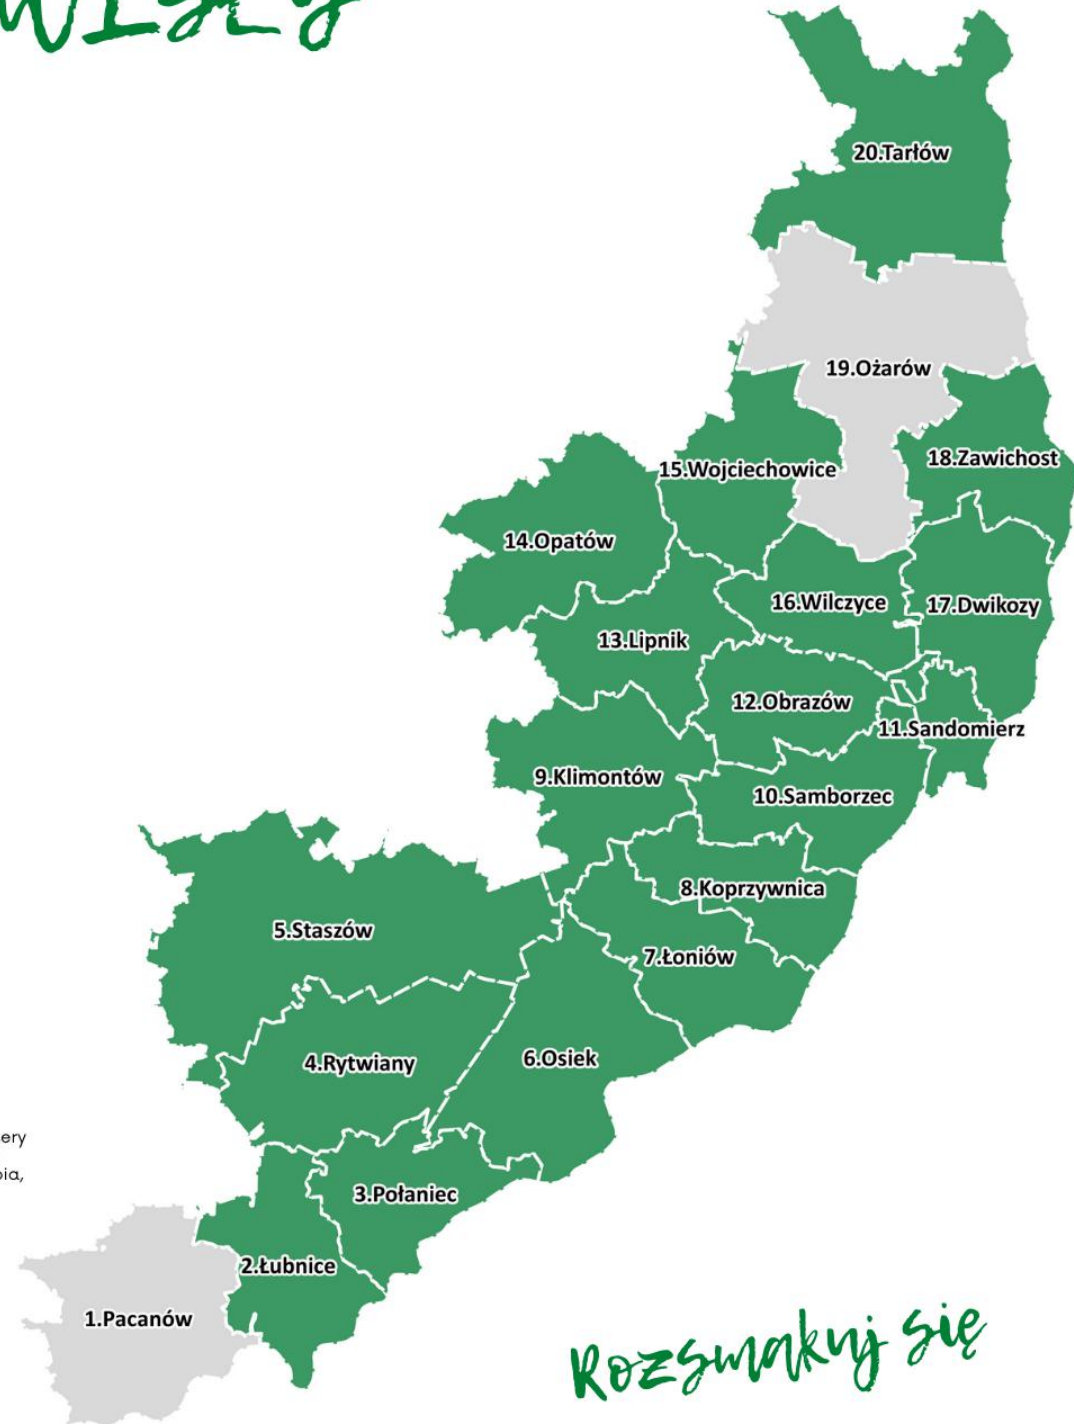 20.Tarłów
19.Ożarów
18.Zawichost
15.Wojciechowice
14.Opatów
16.Wilczyce
17.Dwikozy
13.Lipnik
12.Obrazów
11.Sandomierz
9.Klimontów
10.Samborzec
8.Koprzywnica
5.Staszów
7.Łoniów
6.Osiek
4.Rytwiany
3.Połaniec
2.Łubnice
1.Pacanów
Rozsmakuj się